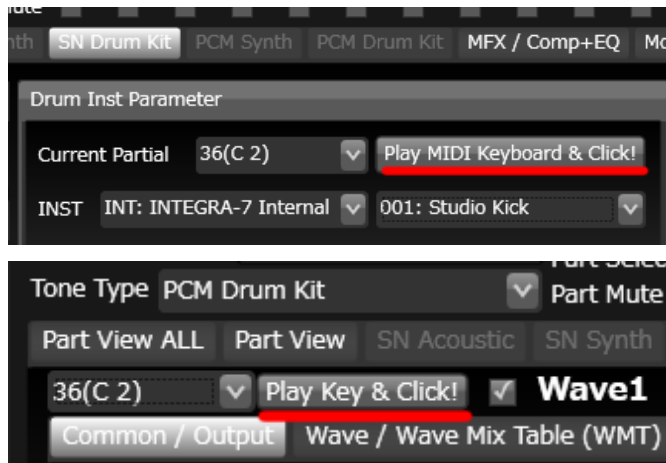 SN Drum Kit PCM Synth PCM Drum Kit MFX / Comp+EQ
Drum Inst Parameter
Current Partial 36(C 2) Play MIDI Keyboard & Click!
INST INT: INTEGRA-7 Internal 001: Studio Kick
Tone Type PCM Drum Kit
Part Mute
Part View ALL Part View SN Acoustic SN Synth
36(C 2) Play Key & Click! Wave1
Common / Output Wave / Wave Mix Table (WMT)